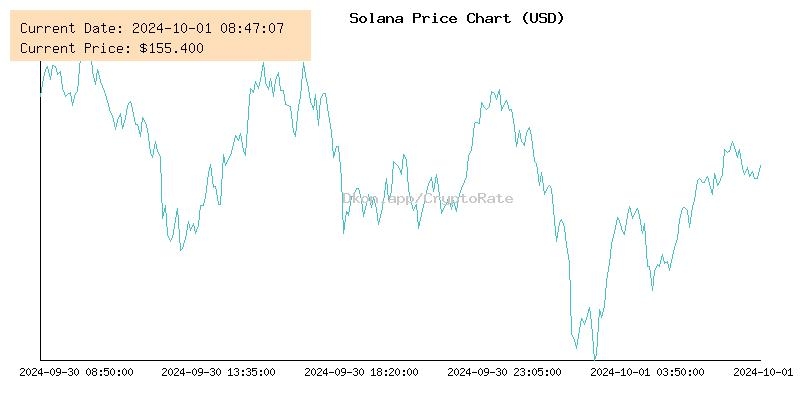 Solana Price Chart (USD)
Current Date: 2024-10-01 08:47:07
Current Price: $155.400
Dkon.app/CryptoRate
2024-09-30 08:50:00 2024-09-30 13:35:00 2024-09-30 18:20:00 2024-09-30 23:05:00 2024-10-01 03:50:00 2024-10-01